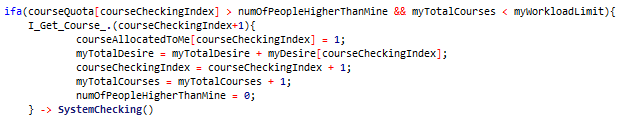 ifa(courseQuota[courseCheckingIndex] > numOfPeopleHigherThanMine && myTotalCourses < myWorkloadLimit){
I_Get_Course_.(courseCheckingIndex+1){
courseAllocatedToMe[courseCheckingIndex] = 1;
myTotalDesire = myTotalDesire + myDesire[courseCheckingIndex];
courseCheckingIndex = courseCheckingIndex + 1;
myTotalCourses = myTotalCourses + 1;
numOfPeopleHigherThanMine = 0;
} -> SystemChecking()